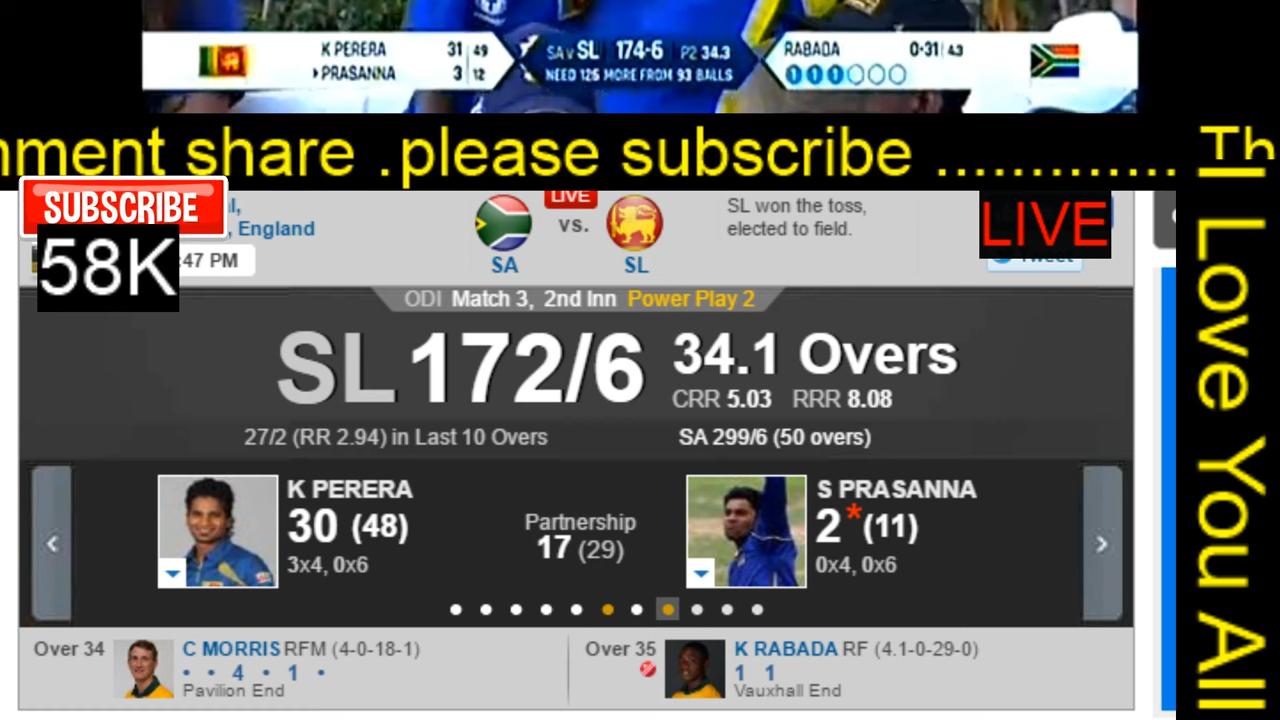 K PERERA 31 49
PRASANNA 3 12
SA v SL 174-6 P2 34.3
NEED 126 MORE FROM 93 BALLS
RABADA 0-31 4.3
1 1 1
mment share .please subscribe .............
SUBSCRIBE
58K
l,
, England
:47 PM
LIVE
vs.
SA
SL
SL won the toss,
elected to field.
LIVE
Tweet
ODI Match 3, 2nd Inn Power Play 2
SL 172/6
34.1 Overs
CRR 5.03 RRR 8.08
27/2 (RR 2.94) in Last 10 Overs
SA 299/6 (50 overs)
K PERERA
30 (48)
3x4, 0x6
Partnership
17 (29)
S PRASANNA
2* (11)
0x4, 0x6
Over 34
C MORRIS RFM (4-0-18-1)
• • 4 • 1 •
Pavilion End
Over 35
K RABADA RF (4.1-0-29-0)
1 1
Vauxhall End
I Love You All